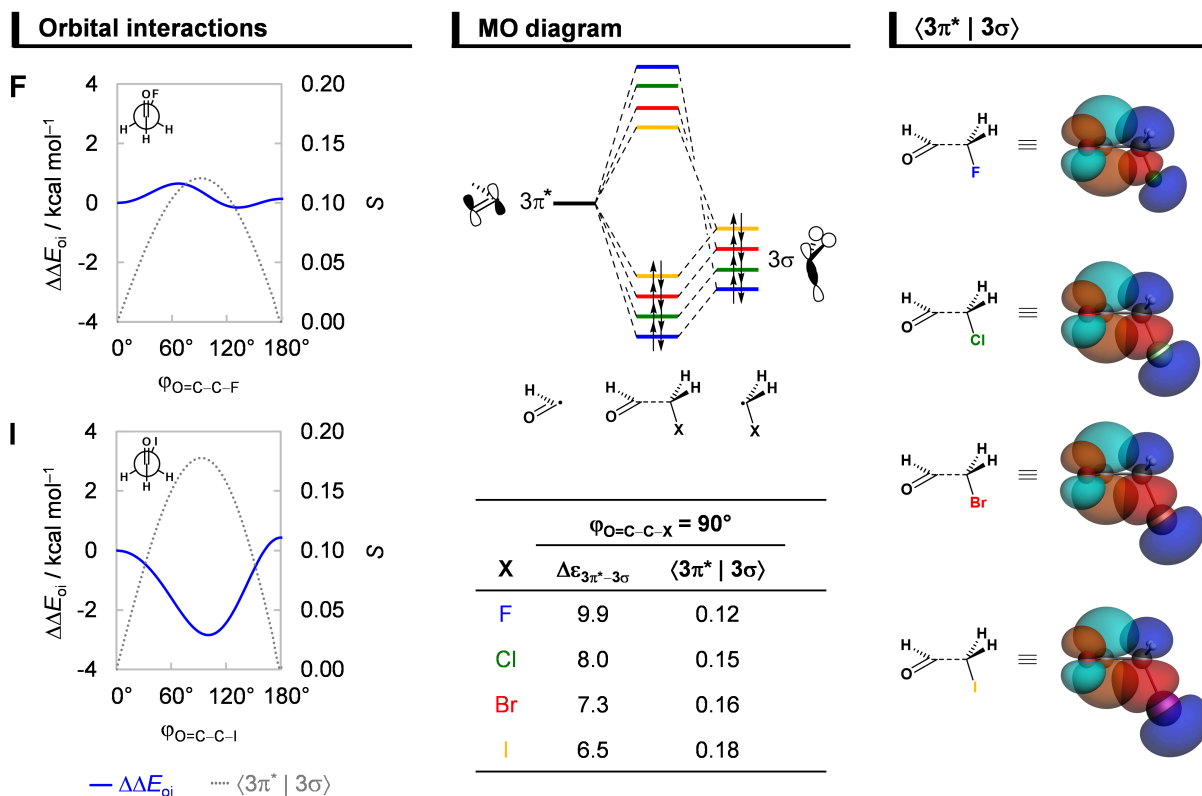 Orbital interactions
F
4
2
0
-2
-4
ΔΔEoi / kcal mol⁻¹
0.20
0.15
0.10
0.05
0.00
S
0° 60° 120° 180°
φO=C–C–F
O F
H H
H
I
4
2
0
-2
-4
ΔΔEoi / kcal mol⁻¹
0.20
0.15
0.10
0.05
0.00
S
0° 60° 120° 180°
φO=C–C–I
O I
H H
H
ΔΔEoi ⟨3π* | 3σ⟩
MO diagram
3π*
3σ
H
O
H
O
H
H
X
H
H
X
φO=C–C–X = 90°
X Δε3π*–3σ ⟨3π* | 3σ⟩
F 9.9 0.12
Cl 8.0 0.15
Br 7.3 0.16
I 6.5 0.18
⟨3π* | 3σ⟩
H
O
H
H
F
≡
H
O
H
H
Cl
≡
H
O
H
H
Br
≡
H
O
H
H
I
≡